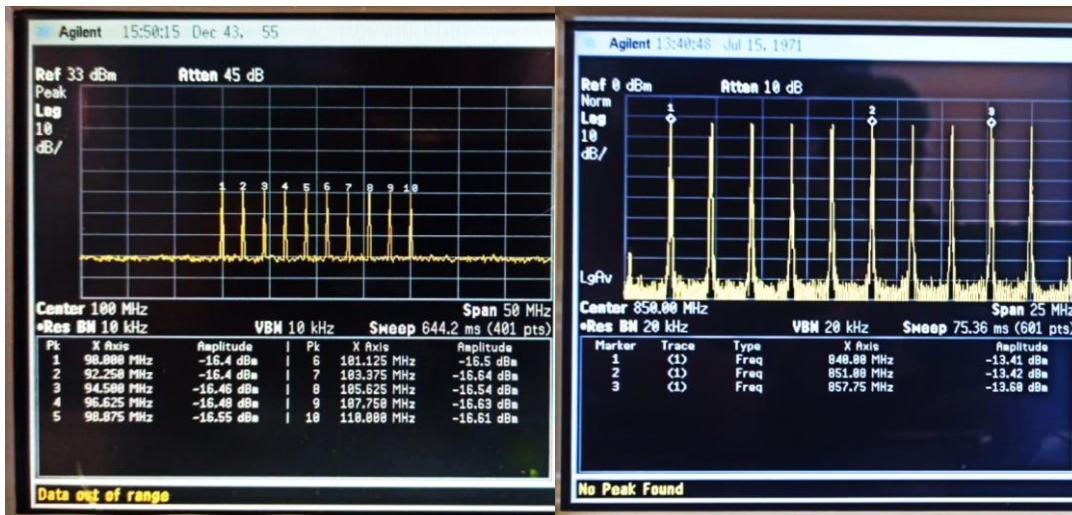 Agilent 15:50:15 Dec 43, 55
Ref 33 dBm Atten 45 dB
Peak
Log
10
dB/
1 2 3 4 5 6 7 8 9 10
Center 100 MHz Span 50 MHz
•Res BW 10 kHz VBW 10 kHz Sweep 644.2 ms (401 pts)
Pk X Axis Amplitude | Pk X Axis Amplitude
1 90.000 MHz -16.4 dBm | 6 101.125 MHz -16.5 dBm
2 92.250 MHz -16.4 dBm | 7 103.375 MHz -16.64 dBm
3 94.500 MHz -16.46 dBm | 8 105.625 MHz -16.54 dBm
4 96.625 MHz -16.48 dBm | 9 107.750 MHz -16.63 dBm
5 98.875 MHz -16.55 dBm | 10 110.000 MHz -16.61 dBm
Data out of range
Agilent 13:40:48 Jul 15, 1971
Ref 0 dBm Atten 10 dB
Norm
Log
10
dB/
1 2 3
LgAv
Center 850.00 MHz Span 25 MHz
•Res BW 20 kHz VBW 20 kHz Sweep 75.36 ms (601 pts)
Marker Trace Type X Axis Amplitude
1 (1) Freq 840.00 MHz -13.41 dBm
2 (1) Freq 851.00 MHz -13.42 dBm
3 (1) Freq 857.75 MHz -13.60 dBm
No Peak Found